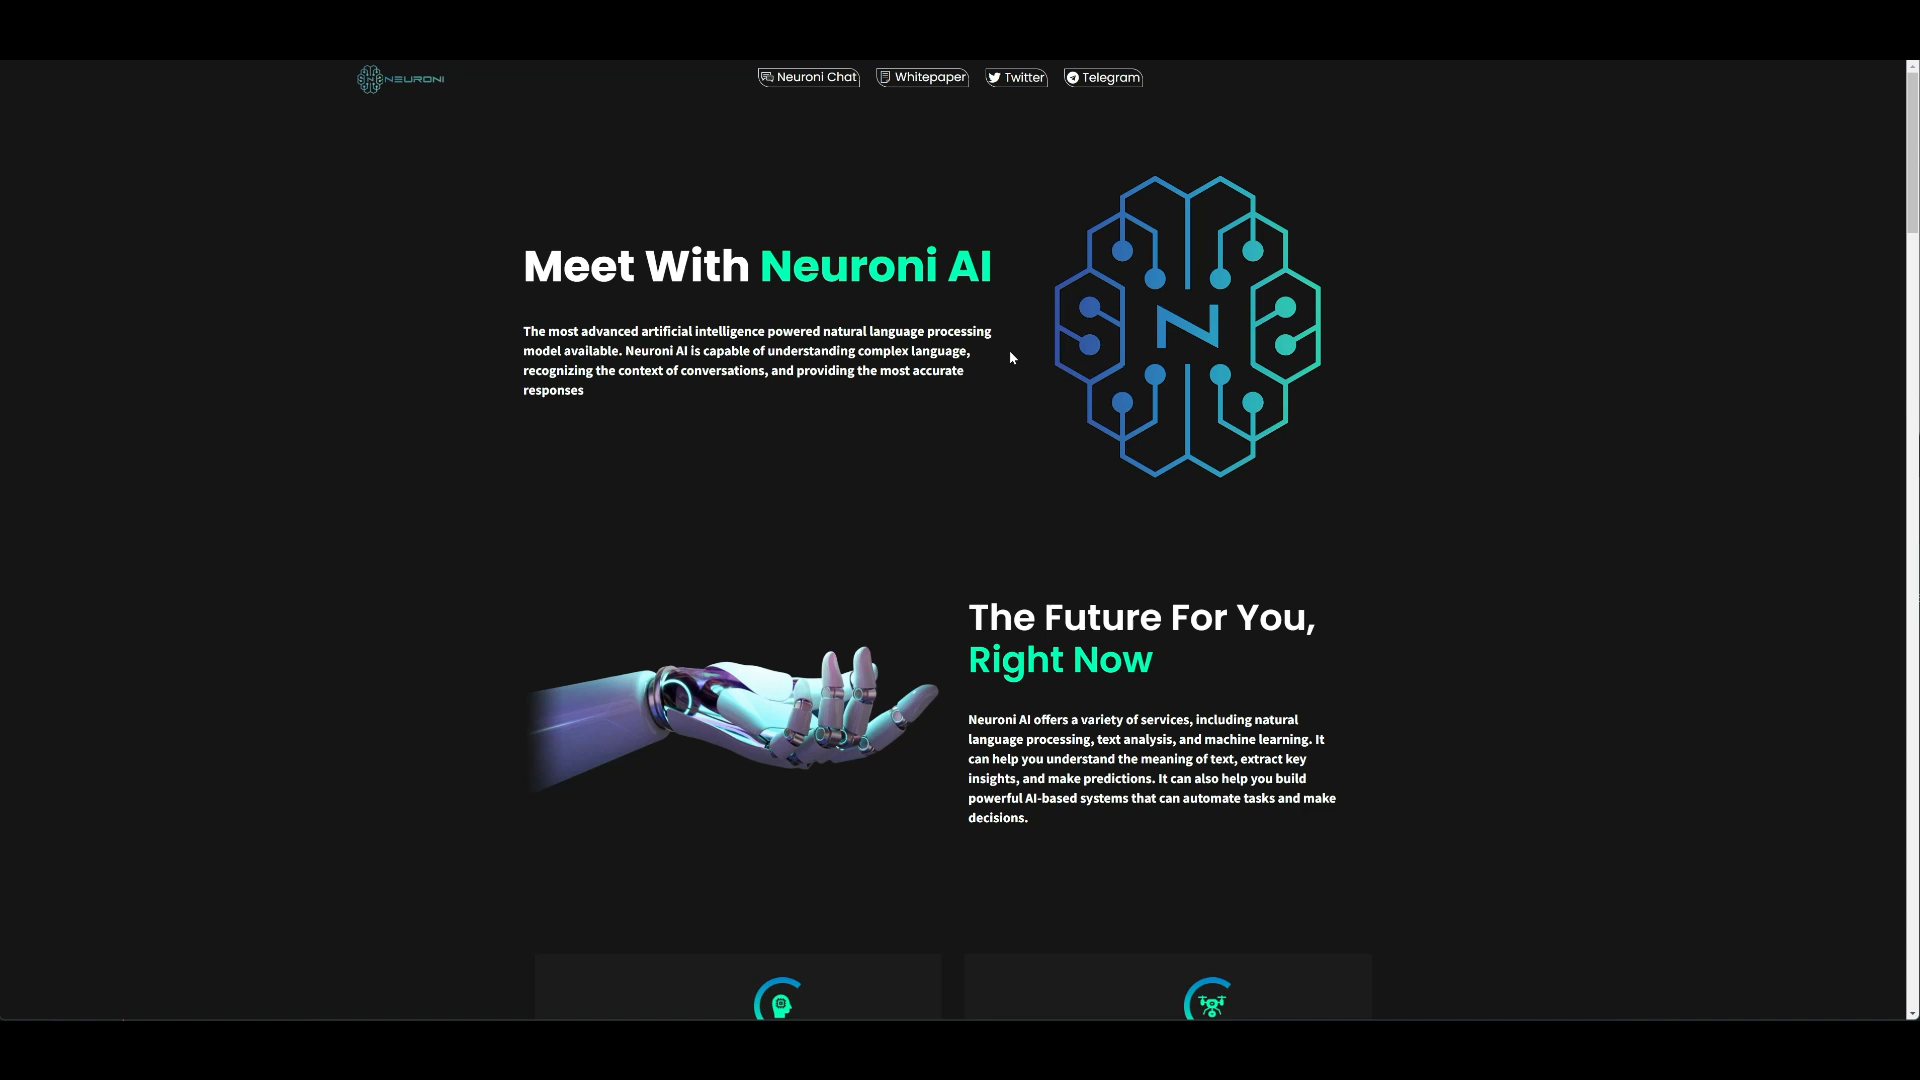 NEURONI
Neuroni Chat
Whitepaper
Twitter
Telegram
Meet With Neuroni AI
The most advanced artificial intelligence powered natural language processing
model available. Neuroni AI is capable of understanding complex language,
recognizing the context of conversations, and providing the most accurate
responses
N
The Future For You,
Right Now
Neuroni AI offers a variety of services, including natural
language processing, text analysis, and machine learning. It
can help you understand the meaning of text, extract key
insights, and make predictions. It can also help you build
powerful AI-based systems that can automate tasks and make
decisions.